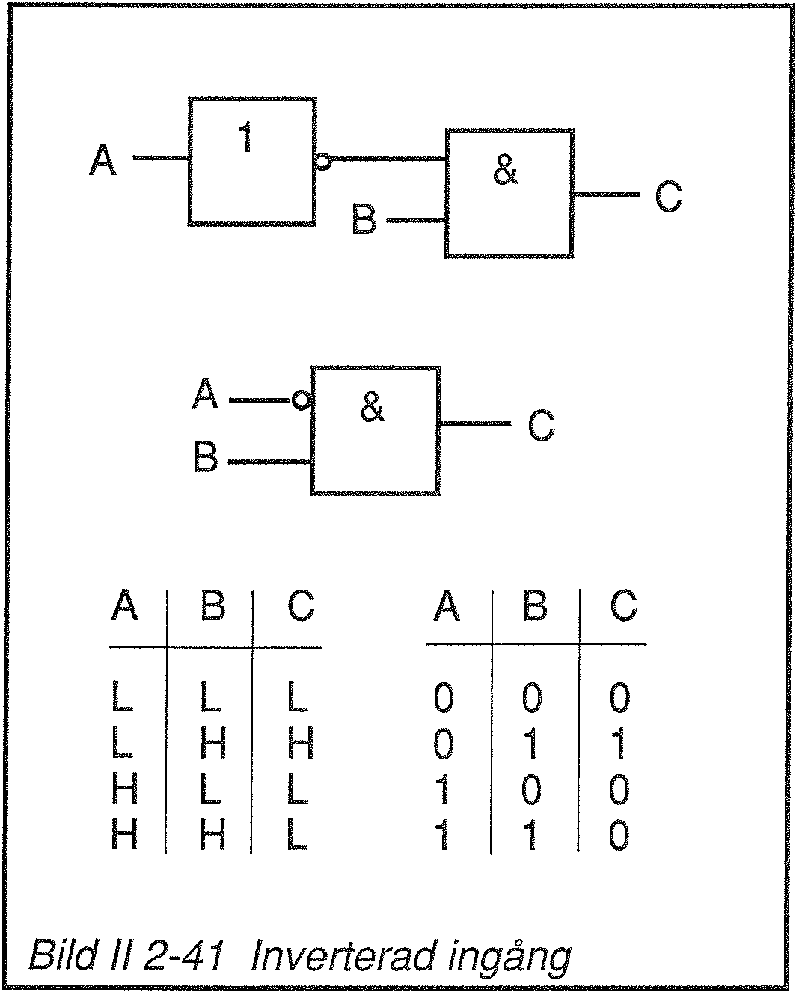 A 1 B & C
A B & C
A B C A B C
L L L 0 0 0
L H H 0 1 1
H L L 1 0 0
H H L 1 1 0
Bild II 2-41 Inverterad ingång